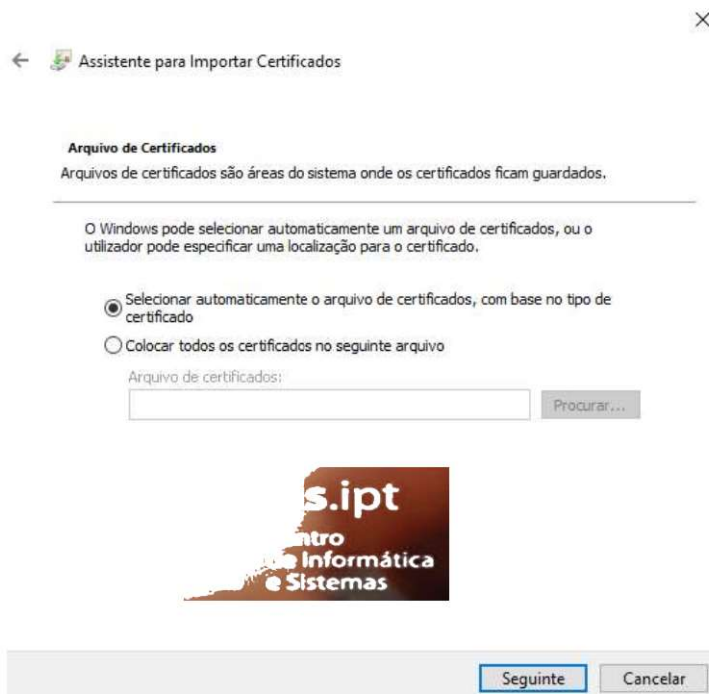 Assistente para Importar Certificados
Arquivo de Certificados
Arquivos de certificados são áreas do sistema onde os certificados ficam guardados.
O Windows pode selecionar automaticamente um arquivo de certificados, ou o
utilizador pode especificar uma localização para o certificado.
Selecionar automaticamente o arquivo de certificados, com base no tipo de
certificado
Colocar todos os certificados no seguinte arquivo
Arquivo de certificados:
Procurar...
s.ipt
ntro
e Informática
e Sistemas
Seguinte
Cancelar